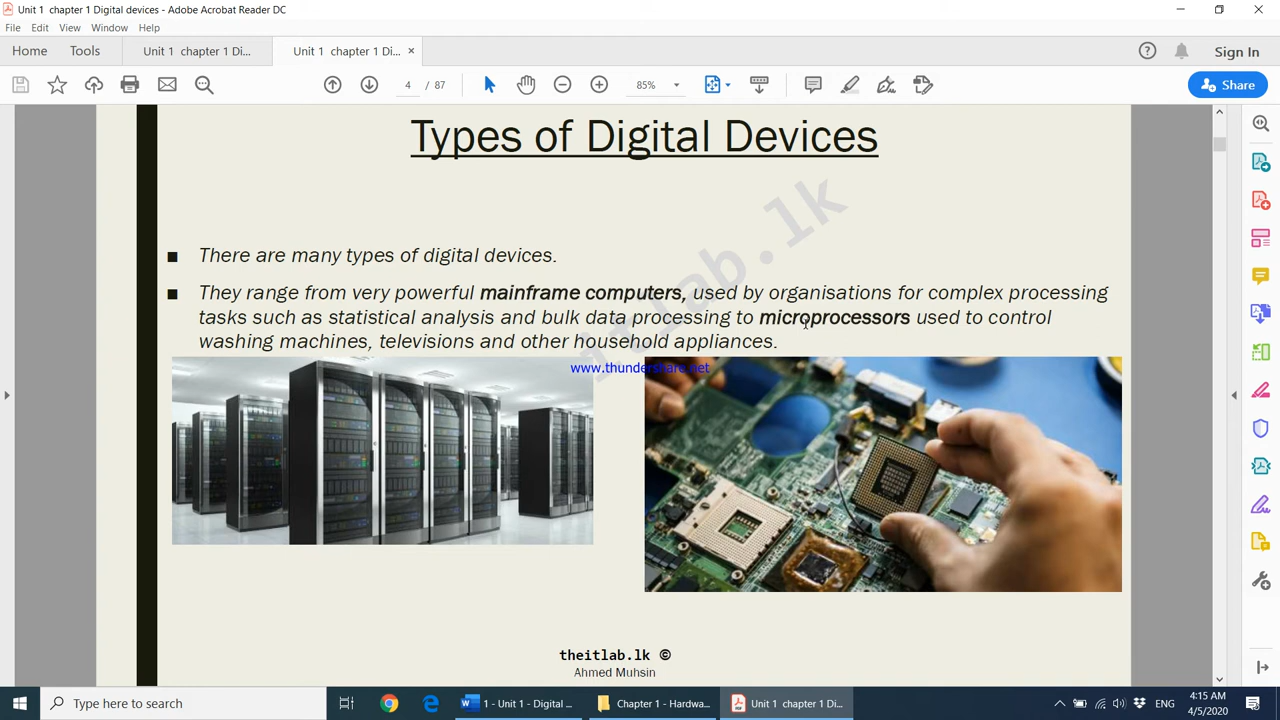 Unit 1  chapter 1 Digital devices - Adobe Acrobat Reader DC
File Edit View Window Help
Home Tools Unit 1  chapter 1 Di... Unit 1  chapter 1 Di... × Sign In
4 / 87 85% Share
Types of Digital Devices
There are many types of digital devices.
They range from very powerful mainframe computers, used by organisations for complex processing
tasks such as statistical analysis and bulk data processing to microprocessors used to control
washing machines, televisions and other household appliances.
itlab.lk
www.thundershare.net
theitlab.lk ©
Ahmed Muhsin
Type here to search 1 - Unit 1 - Digital ... Chapter 1 - Hardwa... Unit 1  chapter 1 Di... ENG 4:15 AM
4/5/2020